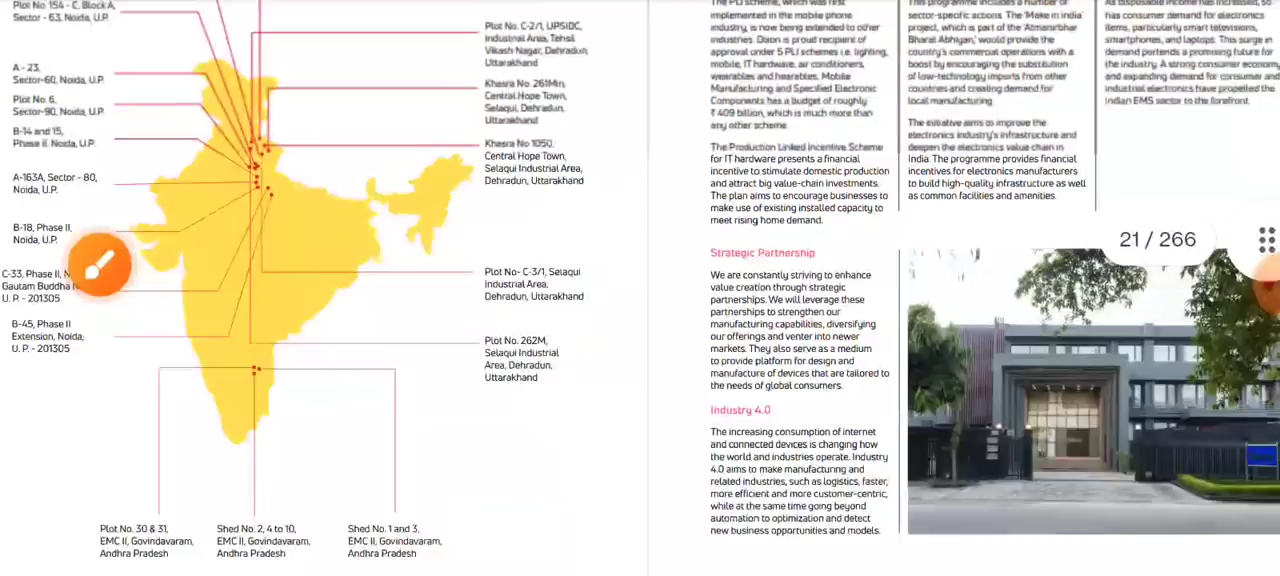 Plot No. 154 - C, Block A,
Sector - 63, Noida, U.P.
A - 23,
Sector-60, Noida, U.P.
Plot No. 6,
Sector-90, Noida, U.P.
B-14 and 15,
Phase II, Noida, U.P.
A-163A, Sector - 80,
Noida, U.P.
B-18, Phase II,
Noida, U.P.
C-33, Phase II, N
Gautam Buddha N
U. P. - 201305
B-45, Phase II
Extension, Noida,
U. P. - 201305
Plot No. C-2/1, UPSIDC,
Industrial Area, Tehsil
Vikash Nagar, Dehradun,
Uttarakhand
Khasra No. 261Min,
Central Hope Town,
Selaqui, Dehradun,
Uttarakhand
Khasra No. 1050,
Central Hope Town,
Selaqui Industrial Area,
Dehradun, Uttarakhand
Plot No- C-3/1, Selaqui
Industrial Area,
Dehradun, Uttarakhand
Plot No. 262M,
Selaqui Industrial
Area, Dehradun,
Uttarakhand
Plot No. 30 & 31,
EMC II, Govindavaram,
Andhra Pradesh
Shed No. 2, 4 to 10,
EMC II, Govindavaram,
Andhra Pradesh
Shed No. 1 and 3,
EMC II, Govindavaram,
Andhra Pradesh
The PLI scheme, which was first
implemented in the mobile phone
industry, is now being extended to other
industries. Dixon is proud recipient of
approval under 5 PLI schemes i.e. lighting,
mobile, IT hardware, air conditioners,
wearables and hearables. Mobile
Manufacturing and Specified Electronic
Components has a budget of roughly
₹ 409 billion, which is much more than
any other scheme.
The Production Linked Incentive Scheme
for IT hardware presents a financial
incentive to stimulate domestic production
and attract big value-chain investments.
The plan aims to encourage businesses to
make use of existing installed capacity to
meet rising home demand.
Strategic Partnership
We are constantly striving to enhance
value creation through strategic
partnerships. We will leverage these
partnerships to strengthen our
manufacturing capabilities, diversifying
our offerings and venter into newer
markets. They also serve as a medium
to provide platform for design and
manufacture of devices that are tailored to
the needs of global consumers.
Industry 4.0
The increasing consumption of internet
and connected devices is changing how
the world and industries operate. Industry
4.0 aims to make manufacturing and
related industries, such as logistics, faster,
more efficient and more customer-centric,
while at the same time going beyond
automation to optimization and detect
new business opportunities and models.
This programme includes a number of
sector-specific actions. The 'Make in India'
project, which is part of the 'Atmanirbhar
Bharat Abhiyan,' would provide the
country's commercial operations with a
boost by encouraging the substitution
of low-technology imports from other
countries and creating demand for
local manufacturing.
The initiative aims to improve the
electronics industry's infrastructure and
deepen the electronics value chain in
India. The programme provides financial
incentives for electronics manufacturers
to build high-quality infrastructure as well
as common facilities and amenities.
As disposable income has increased, so
has consumer demand for electronics
items, particularly smart televisions,
smartphones, and laptops. This surge in
demand portends a promising future for
the industry. A strong consumer economy
and expanding demand for consumer and
industrial electronics have propelled the
Indian EMS sector to the forefront.
21 / 266